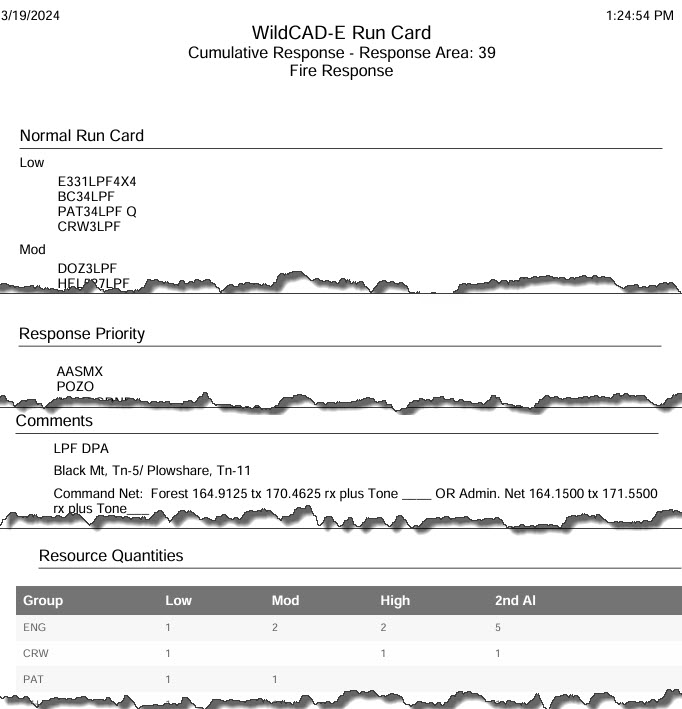 3/19/2024 1:24:54 PM
WildCAD-E Run Card
Cumulative Response - Response Area: 39
Fire Response
Normal Run Card
Low
E331LPF4X4
BC34LPF
PAT34LPF Q
CRW3LPF
Mod
DOZ3LPF
Response Priority
AASMX
POZO
Comments
LPF DPA
Black Mt, Tn-5/ Plowshare, Tn-11
Command Net: Forest 164.9125 tx 170.4625 rx plus Tone ____ OR Admin. Net 164.1500 tx 171.5500
rx plus Tone___
Resource Quantities
Group Low Mod High 2nd Al
ENG 1 2 2 5
CRW 1 1 1
PAT 1 1